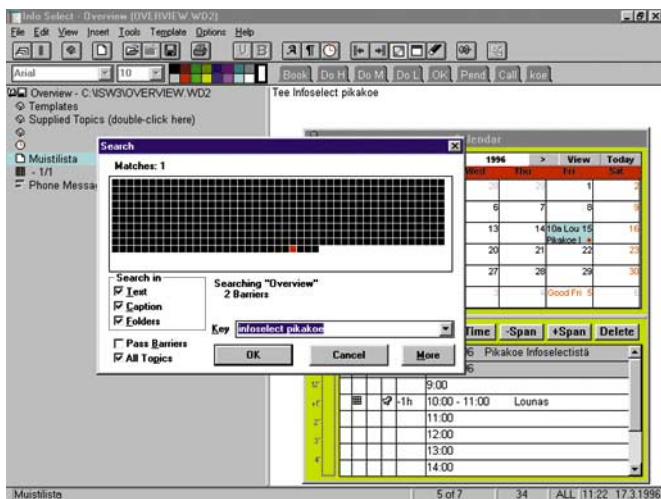 Info Select - Overview (OVERVIEW.WD2)
File Edit View Insert Tools Template Options Help
U B
Arial 10 Book Do H Do M Do L OK Pend Call koe
Overview - C:\ISW3\OVERVIEW.WD2
Templates
Supplied Topics (double-click here)
Muistilista
- 1/1
Phone Messa
Tee Infoselect pikakoe
Search
Matches: 1
Search in
Text
Caption
Folders
Pass Barriers
All Topics
Searching "Overview"
2 Barriers
Key infoselect pikakoe
OK Cancel More
lendar
1996 > View Today
Wed Thu Fri Sat
28 29 1 2
6 7 8 9
13 14 10a Lou 15 16
Pikakoe I
20 21 22 23
27 28 29 30
3 4 Good Fri 5 6
Time -Span +Span Delete
6 Pikakoe Infoselectistä
96
9:00
-1h 10:00 - 11:00 Lounas
11:00
12:00
13:00
14:00
Muistilista 5 of 7 34 ALL 11:22 17.3.1996